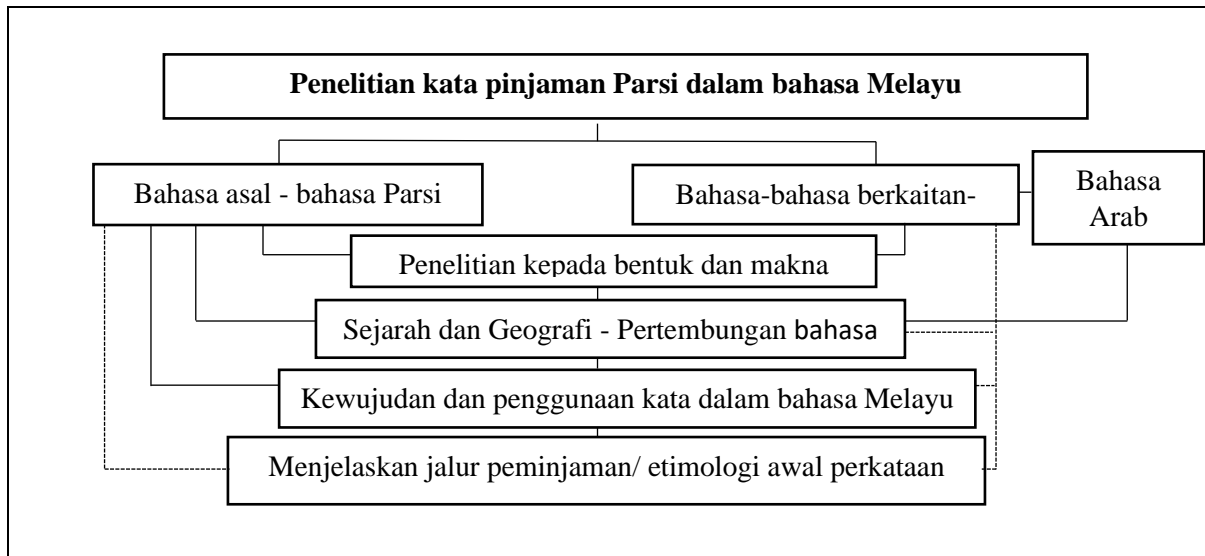 Penelitian kata pinjaman Parsi dalam bahasa Melayu
Bahasa asal - bahasa Parsi
Bahasa-bahasa berkaitan-
Bahasa
Arab
Penelitian kepada bentuk dan makna
Sejarah dan Geografi - Pertembungan bahasa
Kewujudan dan penggunaan kata dalam bahasa Melayu
Menjelaskan jalur peminjaman/ etimologi awal perkataan